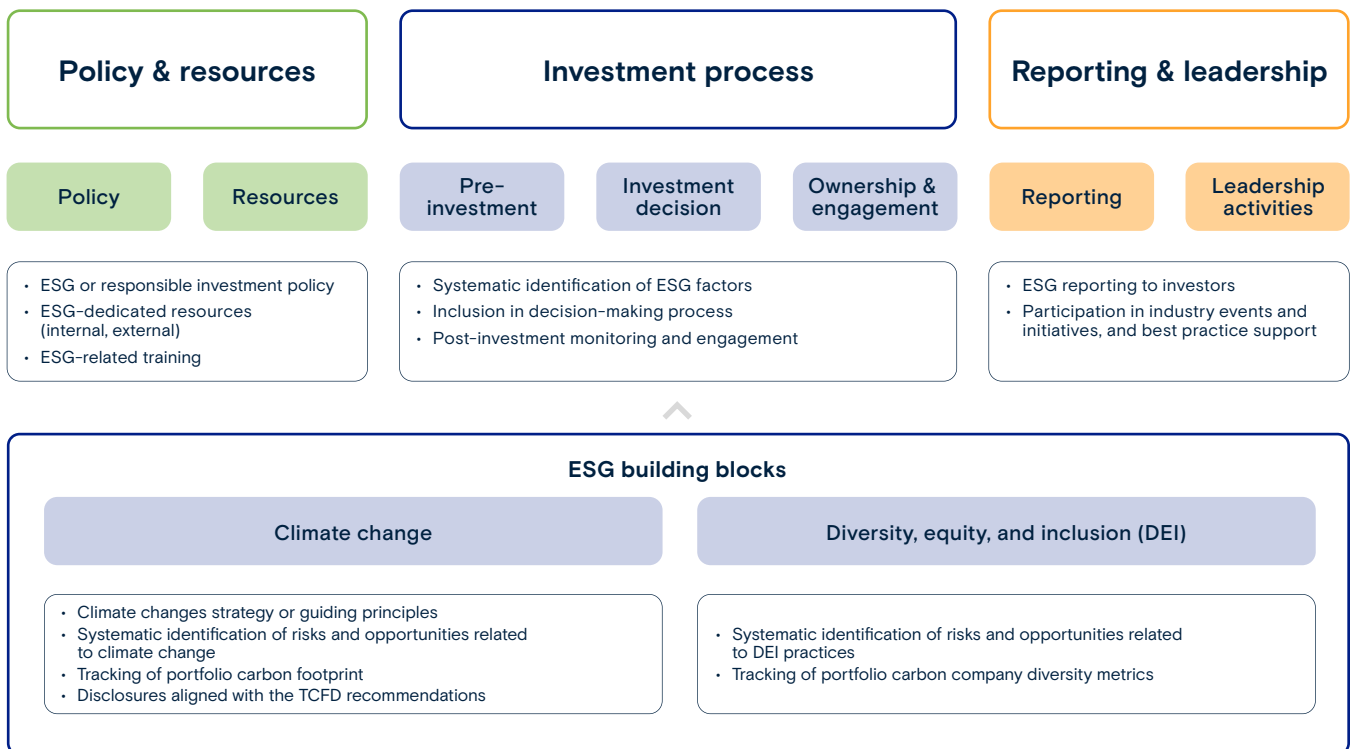 Policy & resources
Investment process
Reporting & leadership
Policy
Resources
Pre-
investment
Investment
decision
Ownership &
engagement
Reporting
Leadership
activities
• ESG or responsible investment policy
• ESG-dedicated resources
(internal, external)
• ESG-related training
• Systematic identification of ESG factors
• Inclusion in decision-making process
• Post-investment monitoring and engagement
• ESG reporting to investors
• Participation in industry events and
initiatives, and best practice support
ESG building blocks
Climate change
• Climate changes strategy or guiding principles
• Systematic identification of risks and opportunities related
to climate change
• Tracking of portfolio carbon footprint
• Disclosures aligned with the TCFD recommendations
Diversity, equity, and inclusion (DEI)
• Systematic identification of risks and opportunities related
to DEI practices
• Tracking of portfolio carbon company diversity metrics